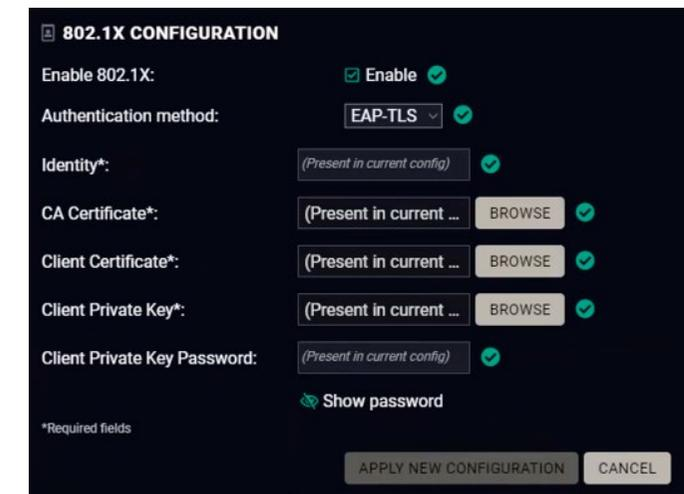 802.1X CONFIGURATION
Enable 802.1X: Enable
Authentication method: EAP-TLS
Identity*: (Present in current config)
CA Certificate*: (Present in current ... BROWSE
Client Certificate*: (Present in current ... BROWSE
Client Private Key*: (Present in current ... BROWSE
Client Private Key Password: (Present in current config)
Show password
*Required fields
APPLY NEW CONFIGURATION CANCEL